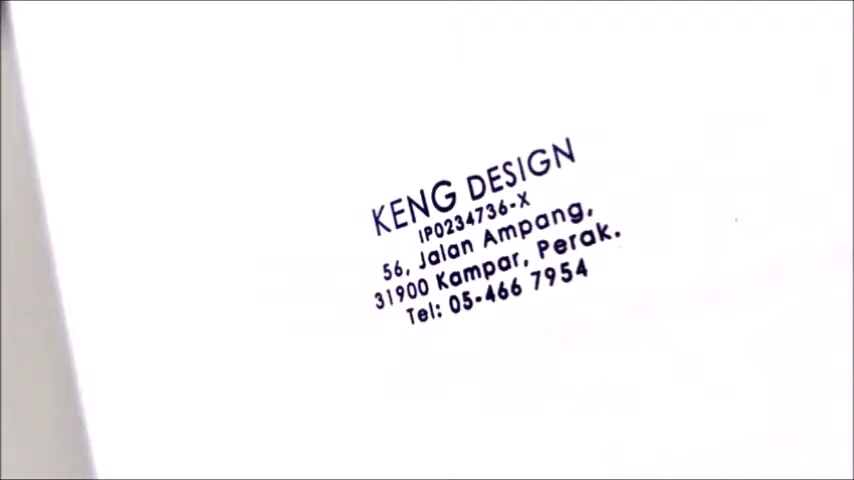 KENG DESIGN
IP0234736-X
56, Jalan Ampang,
31900 Kampar, Perak.
Tel: 05-466 7954